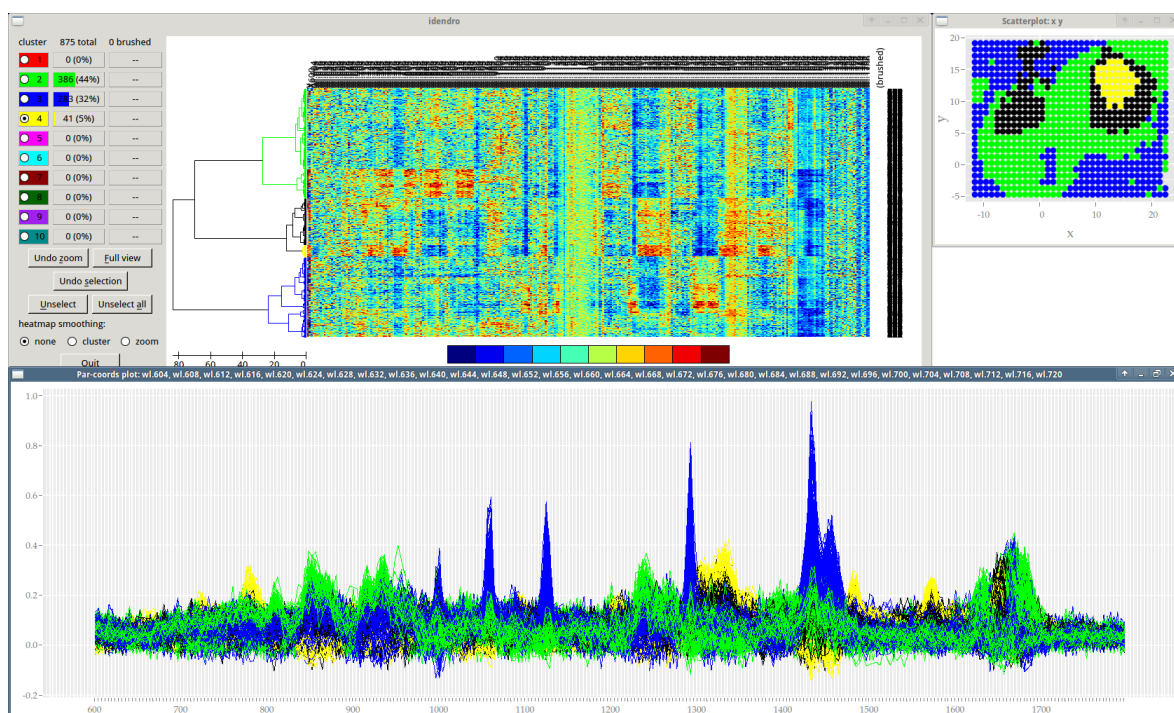 idendro
cluster 875 total 0 brushed
1 0 (0%) --
2 386 (44%) --
3 283 (32%) --
4 41 (5%) --
5 0 (0%) --
6 0 (0%) --
7 0 (0%) --
8 0 (0%) --
9 0 (0%) --
10 0 (0%) --
Undo zoom Full view
Undo selection
Unselect Unselect all
heatmap smoothing:
none cluster zoom
Quit
(brushed)
80 60 40 20 0
Scatterplot: x y
20
15
10
5
0
-5
y
-10 0 10 20
x
Par-coords plot: wl.604, wl.608, wl.612, wl.616, wl.620, wl.624, wl.628, wl.632, wl.636, wl.640, wl.644, wl.648, wl.652, wl.656, wl.660, wl.664, wl.668, wl.672, wl.676, wl.680, wl.684, wl.688, wl.692, wl.696, wl.700, wl.704, wl.708, wl.712, wl.716, wl.720
1.0
0.8
0.6
0.4
0.2
0.0
-0.2
600 700 800 900 1000 1100 1200 1300 1400 1500 1600 1700